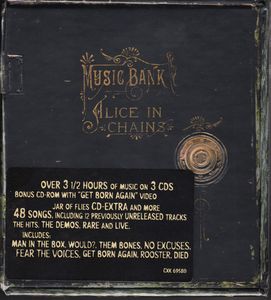 MUSIC BANK
ALICE IN
CHAINS
OVER 3 1/2 HOURS OF MUSIC ON 3 CDS
BONUS CD-ROM WITH "GET BORN AGAIN" VIDEO
JAR OF FLIES CD-EXTRA AND MORE
48 SONGS, INCLUDING 12 PREVIOUSLY UNRELEASED TRACKS
THE HITS, THE DEMOS, RARE AND LIVE.
INCLUDES:
MAN IN THE BOX, WOULD?, THEM BONES, NO EXCUSES,
FEAR THE VOICES, GET BORN AGAIN, ROOSTER, DIED
CXK 69580